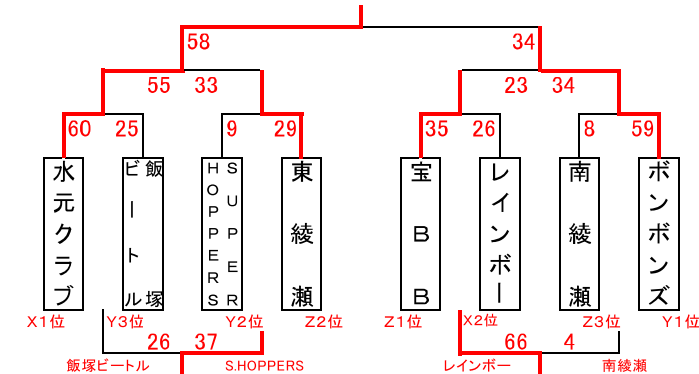 58 34
55 33 23 34
60 25 9 29 35 26 8 59
水元クラブ
飯塚
ビートル
SUPER
HOPPERS
東綾瀬
宝BB
レインボー
南綾瀬
ボンボンズ
X1位 Y3位 Y2位 Z2位 Z1位 X2位 Z3位 Y1位
26 37 66 4
飯塚ビートル S.HOPPERS レインボー 南綾瀬